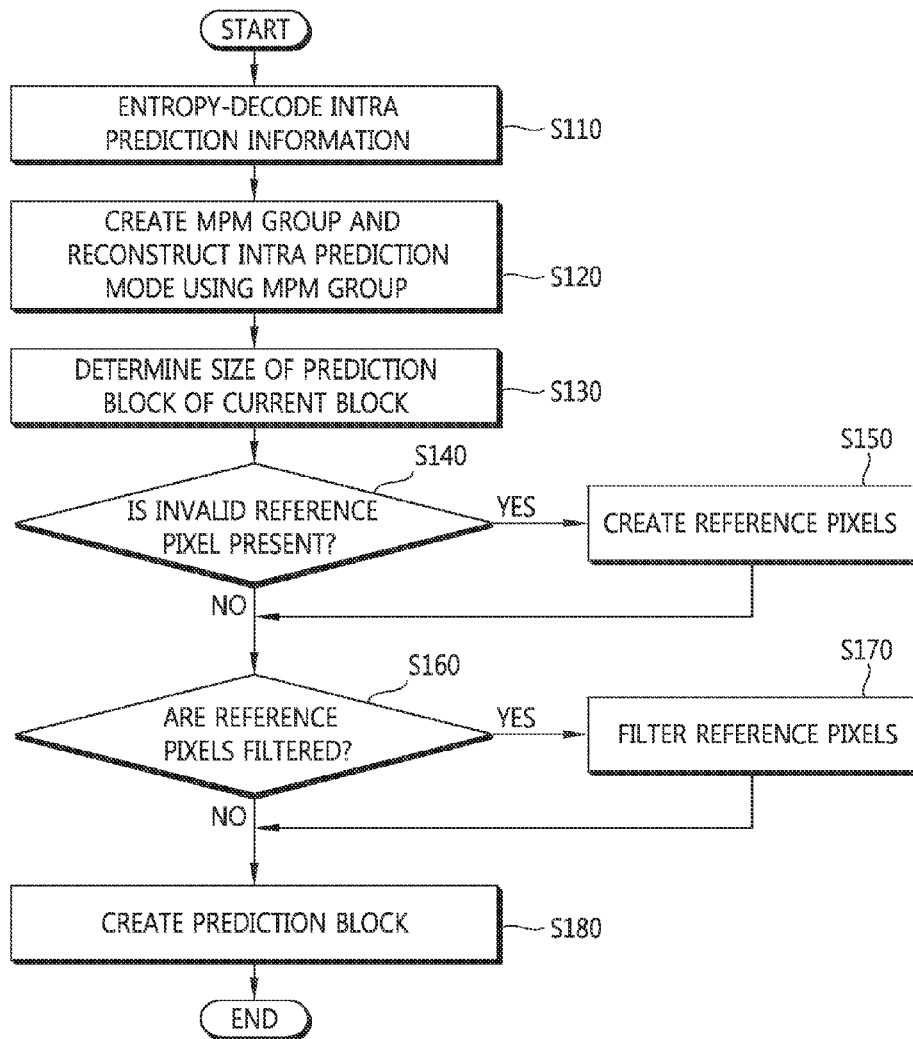 START
ENTROPY-DECODE INTRA
PREDICTION INFORMATION
S110
CREATE MPM GROUP AND
RECONSTRUCT INTRA PREDICTION
MODE USING MPM GROUP
S120
DETERMINE SIZE OF PREDICTION
BLOCK OF CURRENT BLOCK
S130
S140
IS INVALID REFERENCE
PIXEL PRESENT?
YES
S150
CREATE REFERENCE PIXELS
NO
S160
ARE REFERENCE
PIXELS FILTERED?
YES
S170
FILTER REFERENCE PIXELS
NO
CREATE PREDICTION BLOCK
S180
END